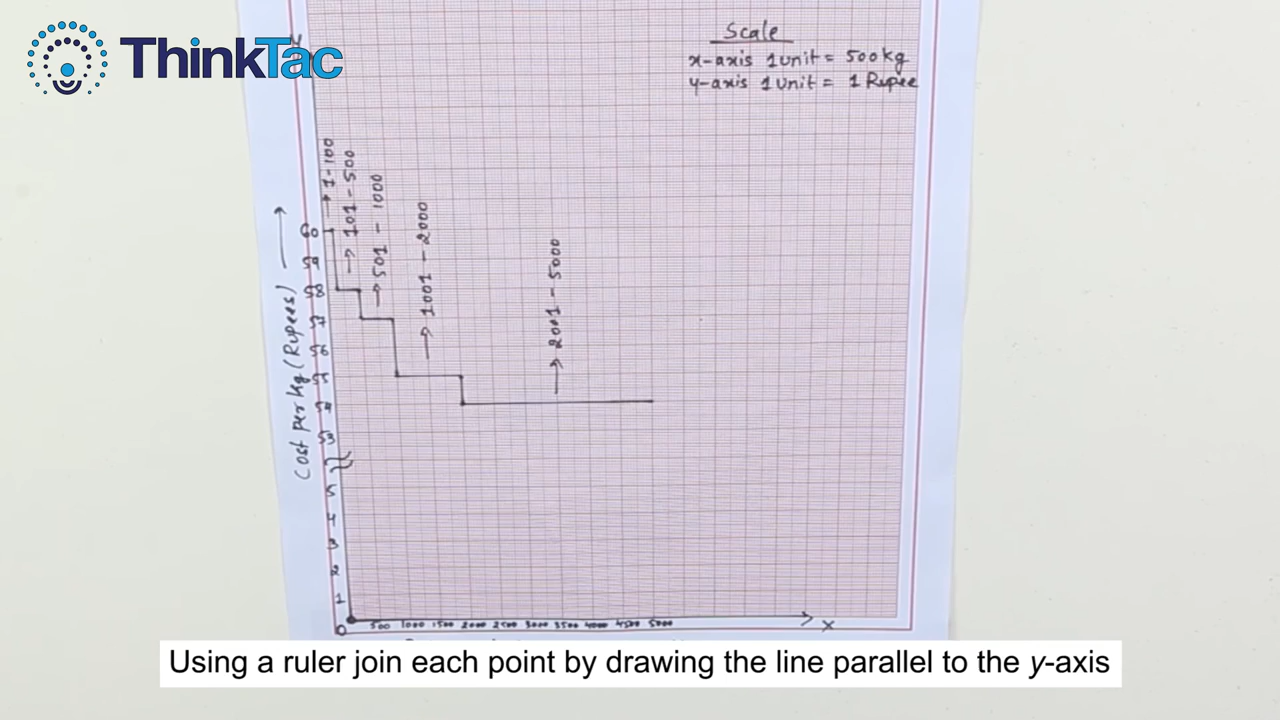 ThinkTac
Scale
x-axis 1 unit = 500kg
y-axis 1 unit = 1 Rupee
→ 1-100
→ 101-500
→ 501 - 1000
→ 1001 - 2000
→ 2001 - 5000
Cost per kg (Rupees) →
60
59
58
57
56
55
54
53
5
4
3
2
1
0
500 1000 1500 2000 2500 3000 3500 4000 4500 5000
x
Using a ruler join each point by drawing the line parallel to the y-axis